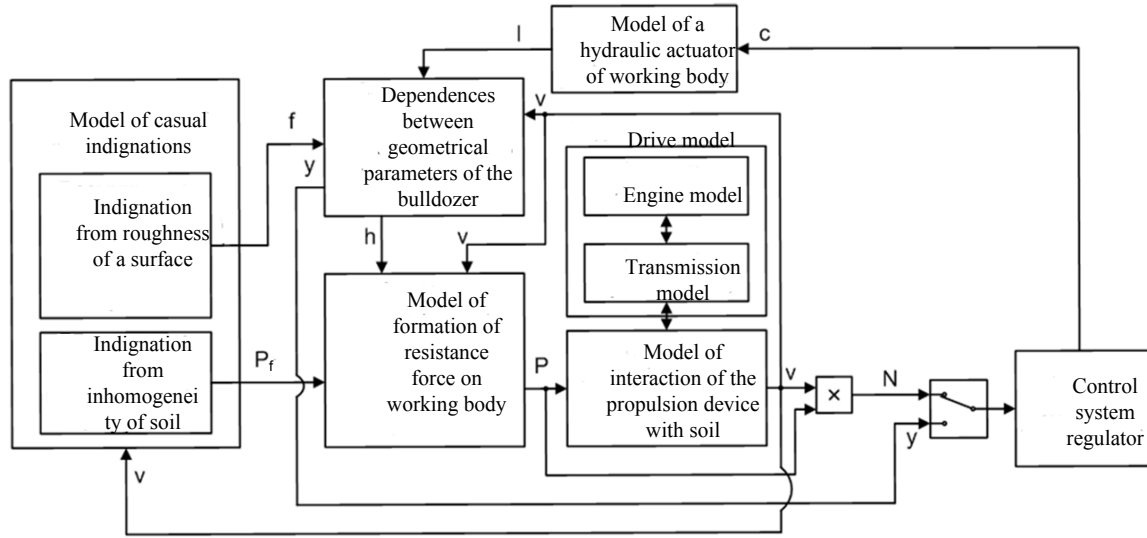 Model of a
hydraulic actuator
of working body
l
c
Dependences
between
geometrical
parameters of the
bulldozer
v
Model of casual
indignations
f
y
Drive model
Engine model
Indignation
from roughness
of a surface
h
v
Transmission
model
Model of
formation of
resistance
force on
working body
Indignation
from
inhomogenei
ty of soil
Pf
P
Model of
interaction of the
propulsion device
with soil
v
×
N
y
Control
system
regulator
v